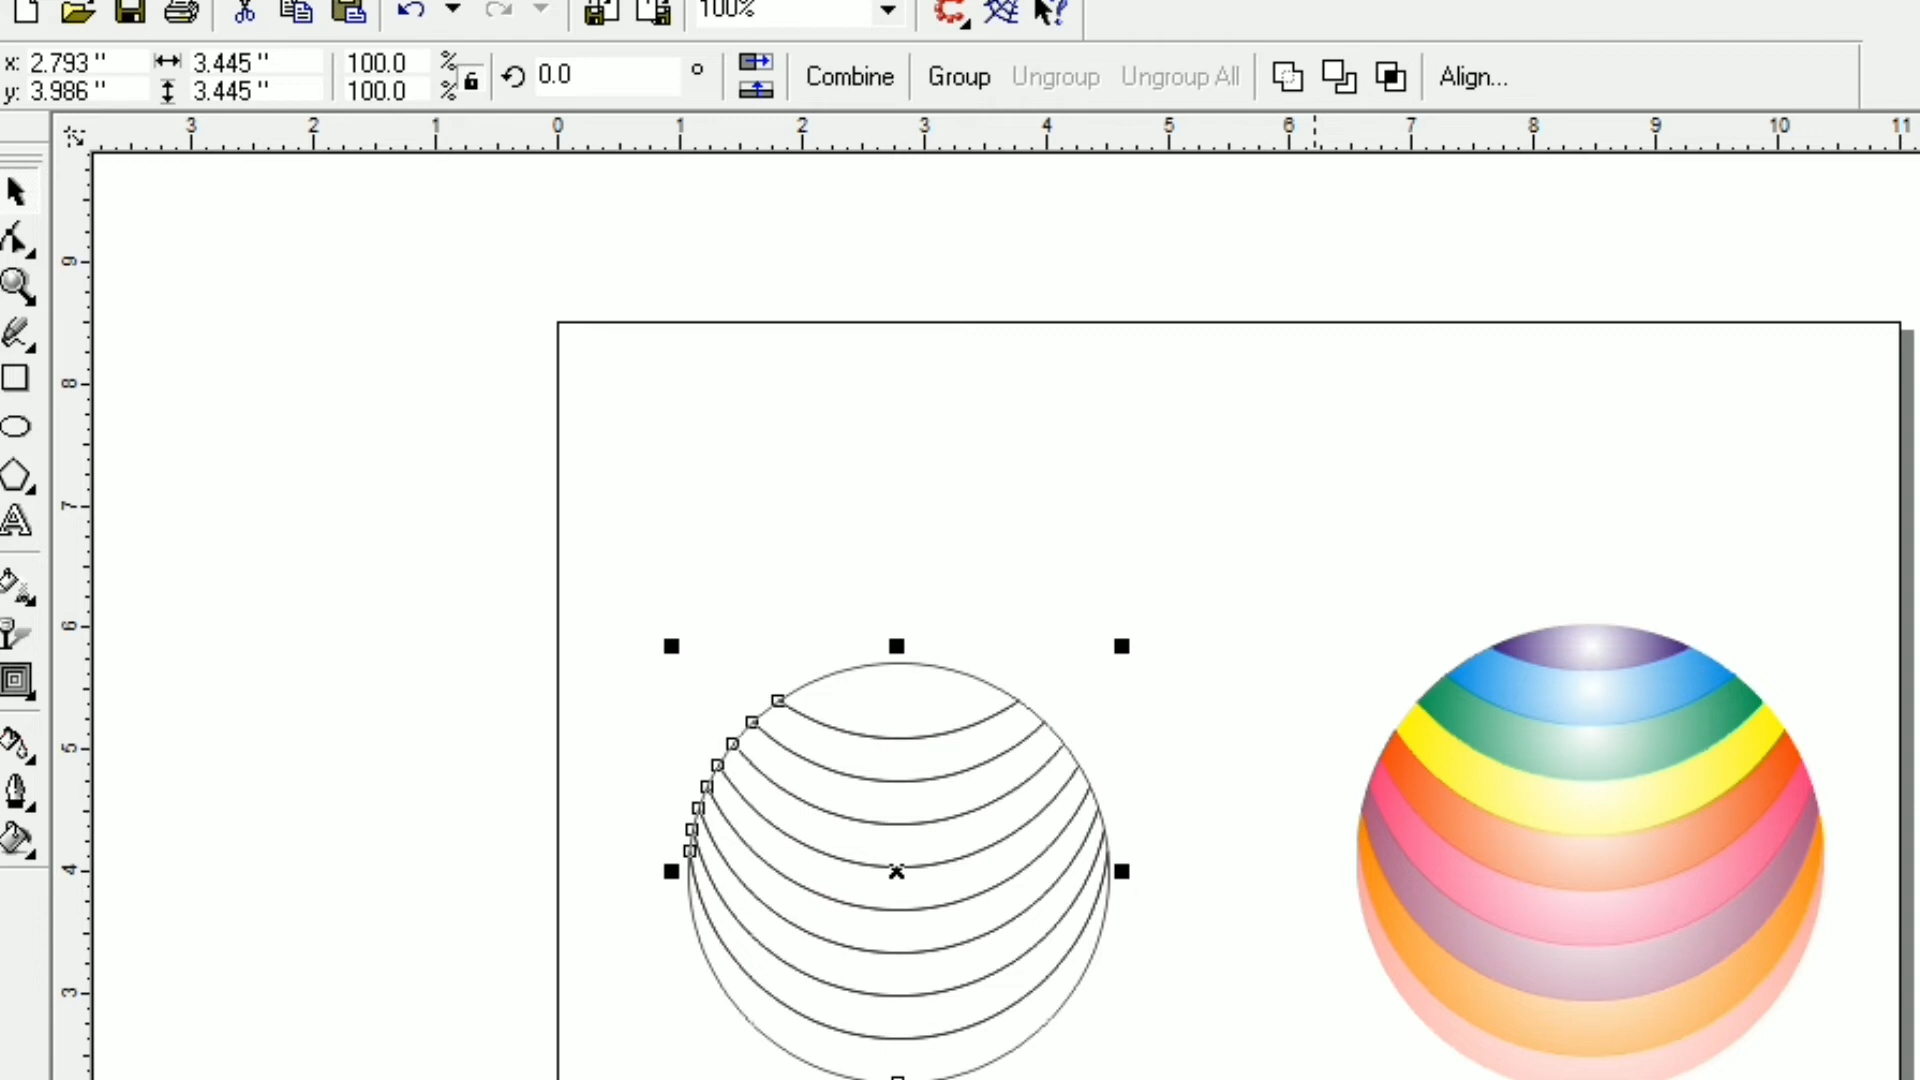 100%
x: 2.793 " 3.445 " 100.0 %
y: 3.986 " 3.445 " 100.0 %
0.0 °
Combine Group Ungroup Ungroup All Align...
3 2 1 0 1 2 3 4 5 6 7 8 9 10 11
9
8
7
6
5
4
3